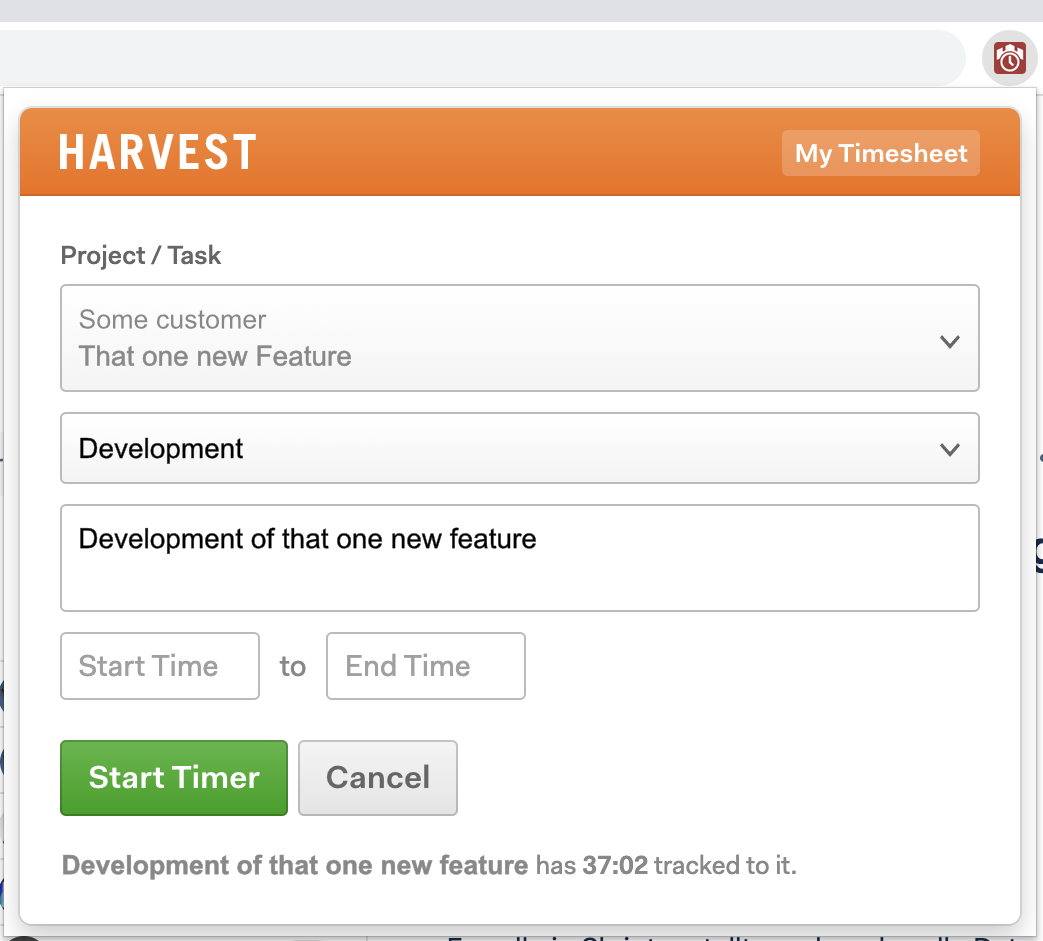 HARVEST
My Timesheet
Project / Task
Some customer
That one new Feature
Development
Development of that one new feature
Start Time to End Time
Start Timer Cancel
Development of that one new feature has 37:02 tracked to it.